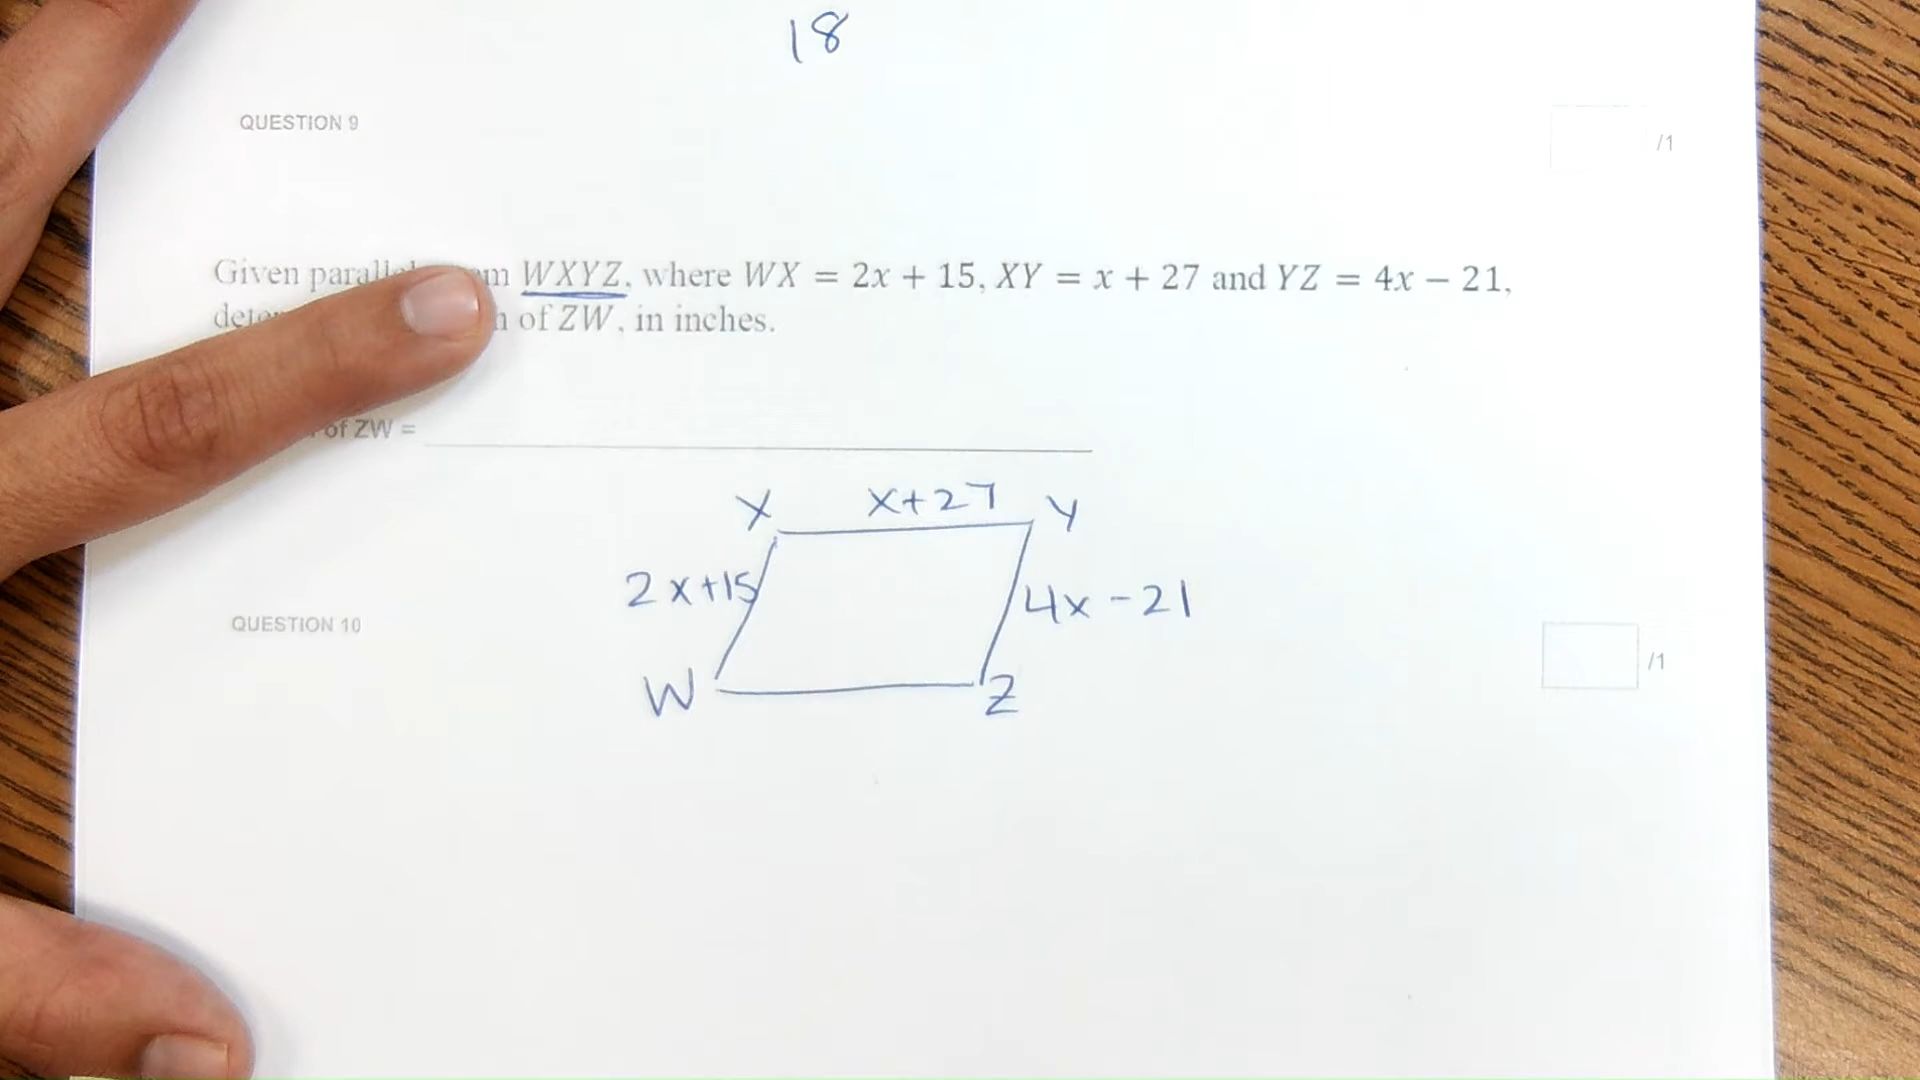 18
QUESTION 9
/1
Given WXYZ, where WX = 2x + 15, XY = x + 27 and YZ = 4x − 21,
of ZW, in inches.
of ZW =
X x+27 Y
2x+15 4x-21
QUESTION 10
/1
W Z